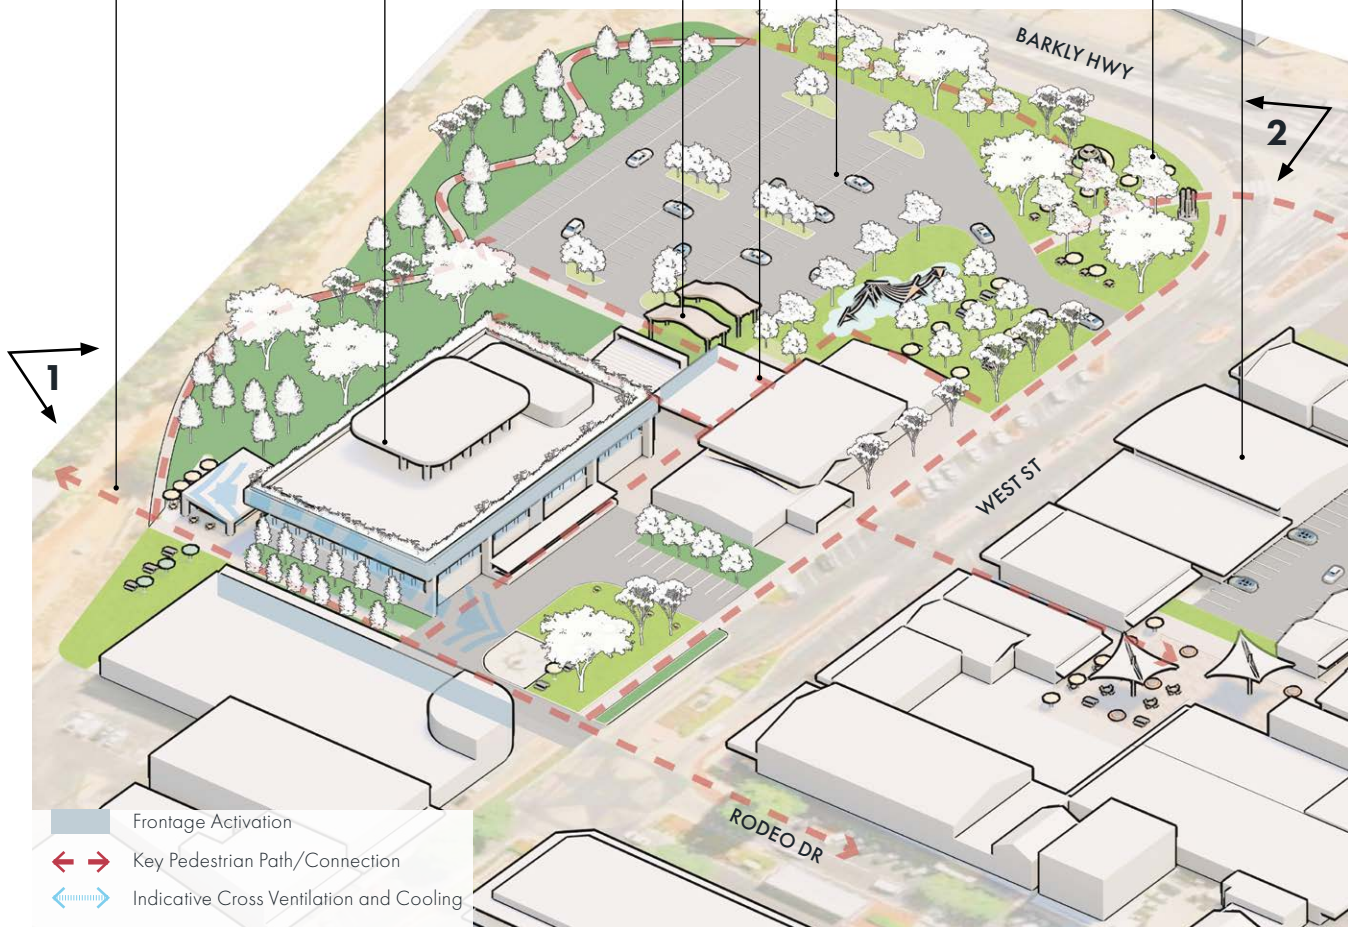 BARKLY HWY
2
1
WEST ST
RODEO DR
Frontage Activation
Key Pedestrian Path/Connection
Indicative Cross Ventilation and Cooling